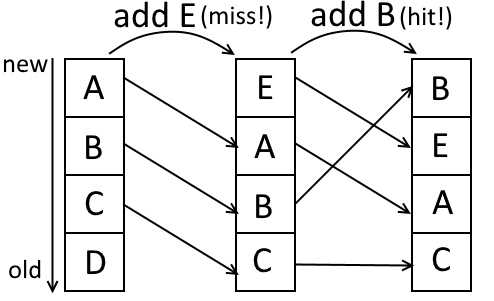 add E (miss!) add B (hit!)
new
A E B
B A E
C B A
D C C
old